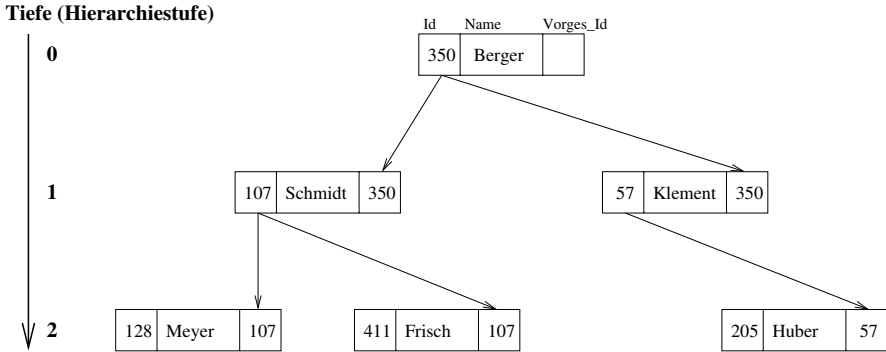 Tiefe (Hierarchiestufe)
Id Name Vorges_Id
0 350 Berger
1 107 Schmidt 350 57 Klement 350
2 128 Meyer 107 411 Frisch 107 205 Huber 57